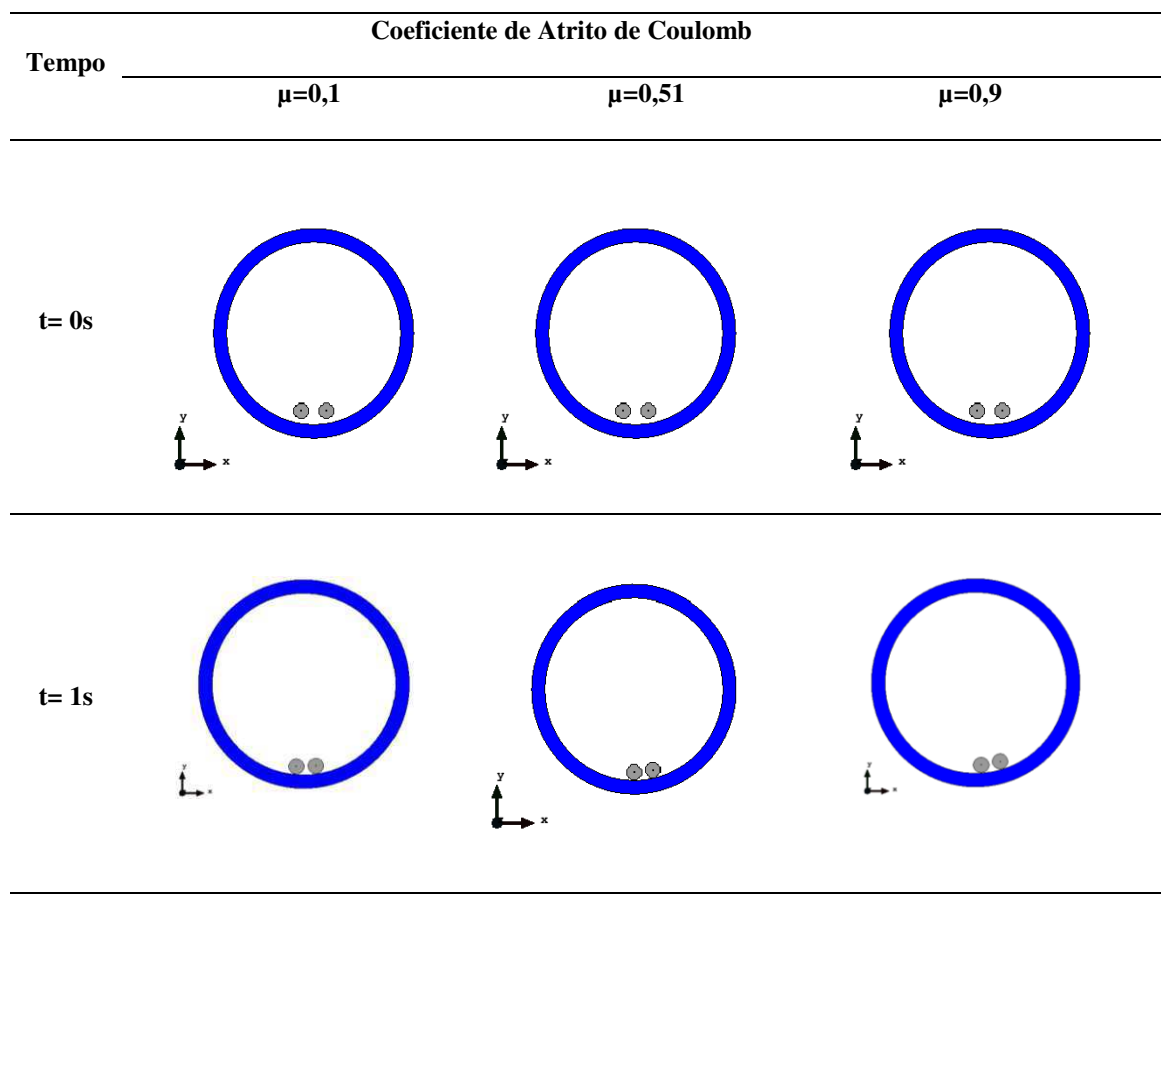 Coeficiente de Atrito de Coulomb
Tempo
µ=0,1 µ=0,51 µ=0,9
t= 0s
y y y
x x x
t= 1s
y y y
x x x